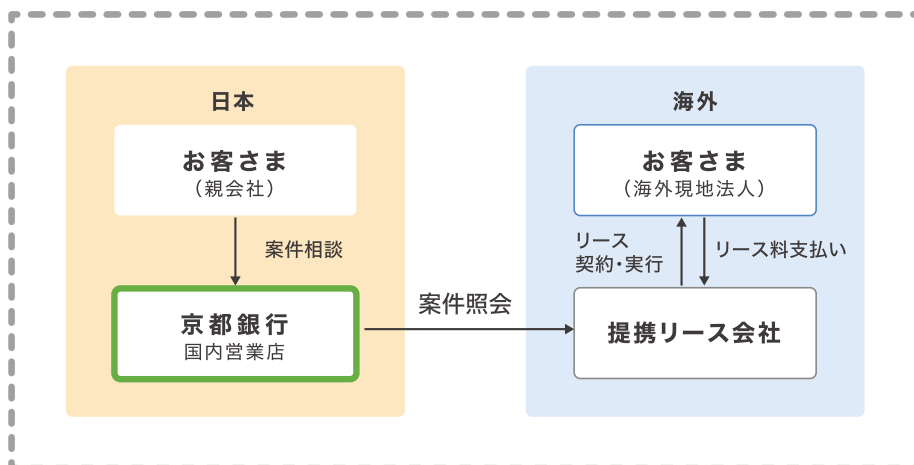 日本
お客さま
（親会社）
案件相談
京都銀行
国内営業店
案件照会
海外
お客さま
（海外現地法人）
リース
契約・実行
リース料支払い
提携リース会社